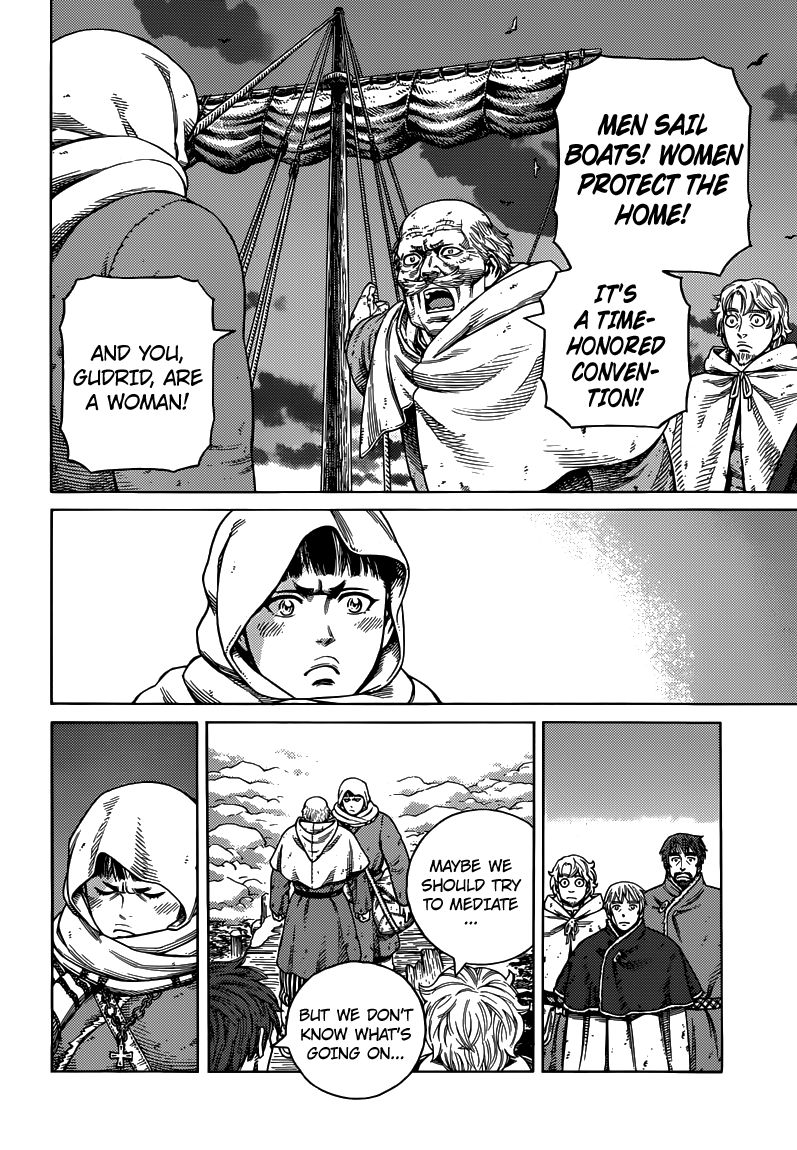 MEN SAIL
BOATS! WOMEN
PROTECT THE
HOME!
IT'S
A TIME-
HONORED
CONVEN-
TION!
AND YOU,
GUDRID, ARE
A WOMAN!
MAYBE WE
SHOULD TRY
TO MEDIATE
...
BUT WE DON'T
KNOW WHAT'S
GOING ON...